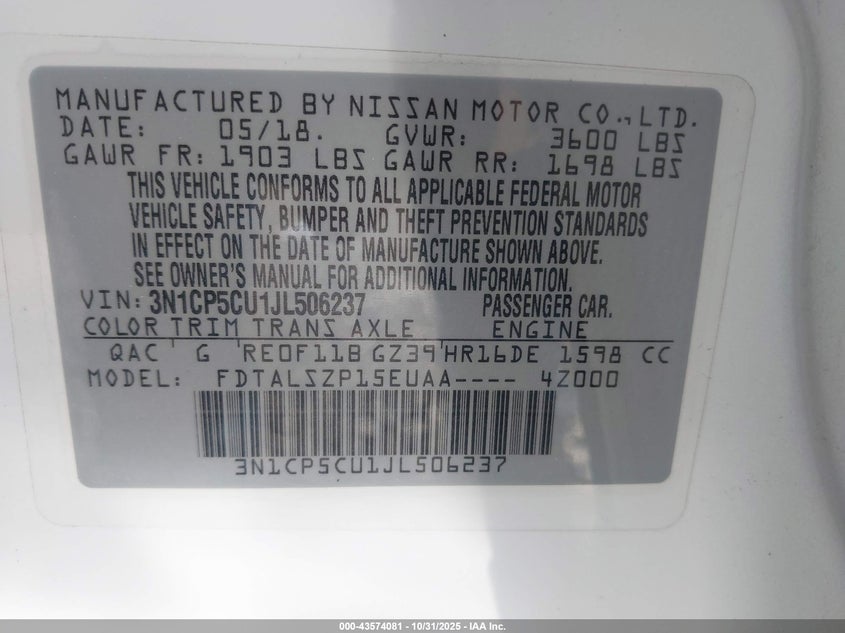 MANUFACTURED BY NISSAN MOTOR CO., LTD.
DATE: 05/18. GVWR: 3600 LBS
GAWR FR: 1903 LBS GAWR RR: 1698 LBS
THIS VEHICLE CONFORMS TO ALL APPLICABLE FEDERAL MOTOR
VEHICLE SAFETY, BUMPER AND THEFT PREVENTION STANDARDS
IN EFFECT ON THE DATE OF MANUFACTURE SHOWN ABOVE.
SEE OWNER'S MANUAL FOR ADDITIONAL INFORMATION.
VIN: 3N1CP5CU1JL506237 PASSENGER CAR.
COLOR TRIM TRANS AXLE ENGINE
QAC G RE0F11B GZ39 HR16DE 1598 CC
MODEL: FDTALSZP15EUAA---- 4Z000
3N1CP5CU1JL506237
000-43574081 - 10/31/2025 - IAA Inc.